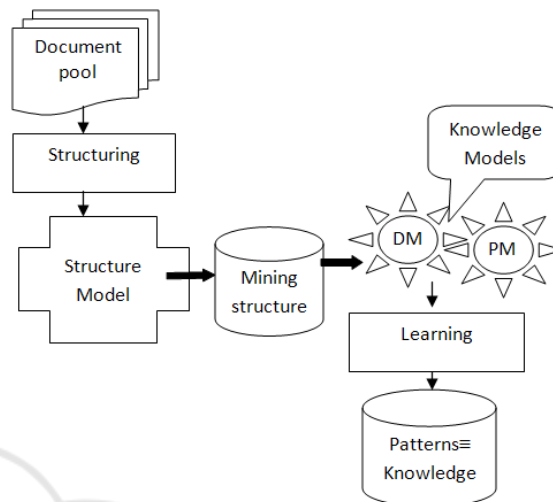 Document
pool
Structuring
Structure
Model
Mining
structure
Knowledge
Models
DM
PM
Learning
Patterns≡
Knowledge